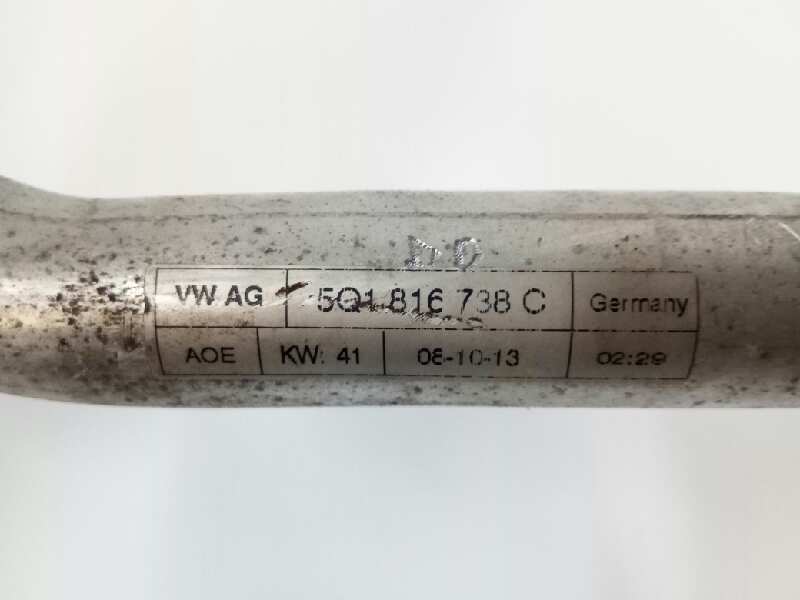 VW AG 5Q1 816 738 C Germany
AOE KW: 41 08-10-13 02:29